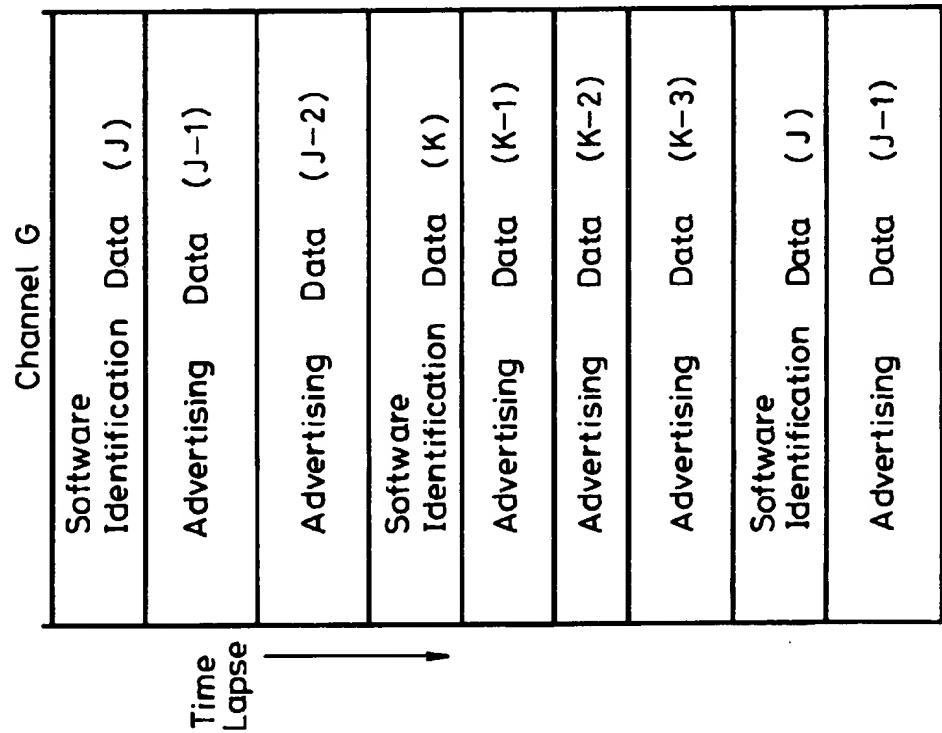 Channel G
Time
Lapse
Software
Identification Data (J)
Advertising Data (J-1)
Advertising Data (J-2)
Software
Identification Data (K)
Advertising Data (K-1)
Advertising Data (K-2)
Advertising Data (K-3)
Software
Identification Data (J)
Advertising Data (J-1)